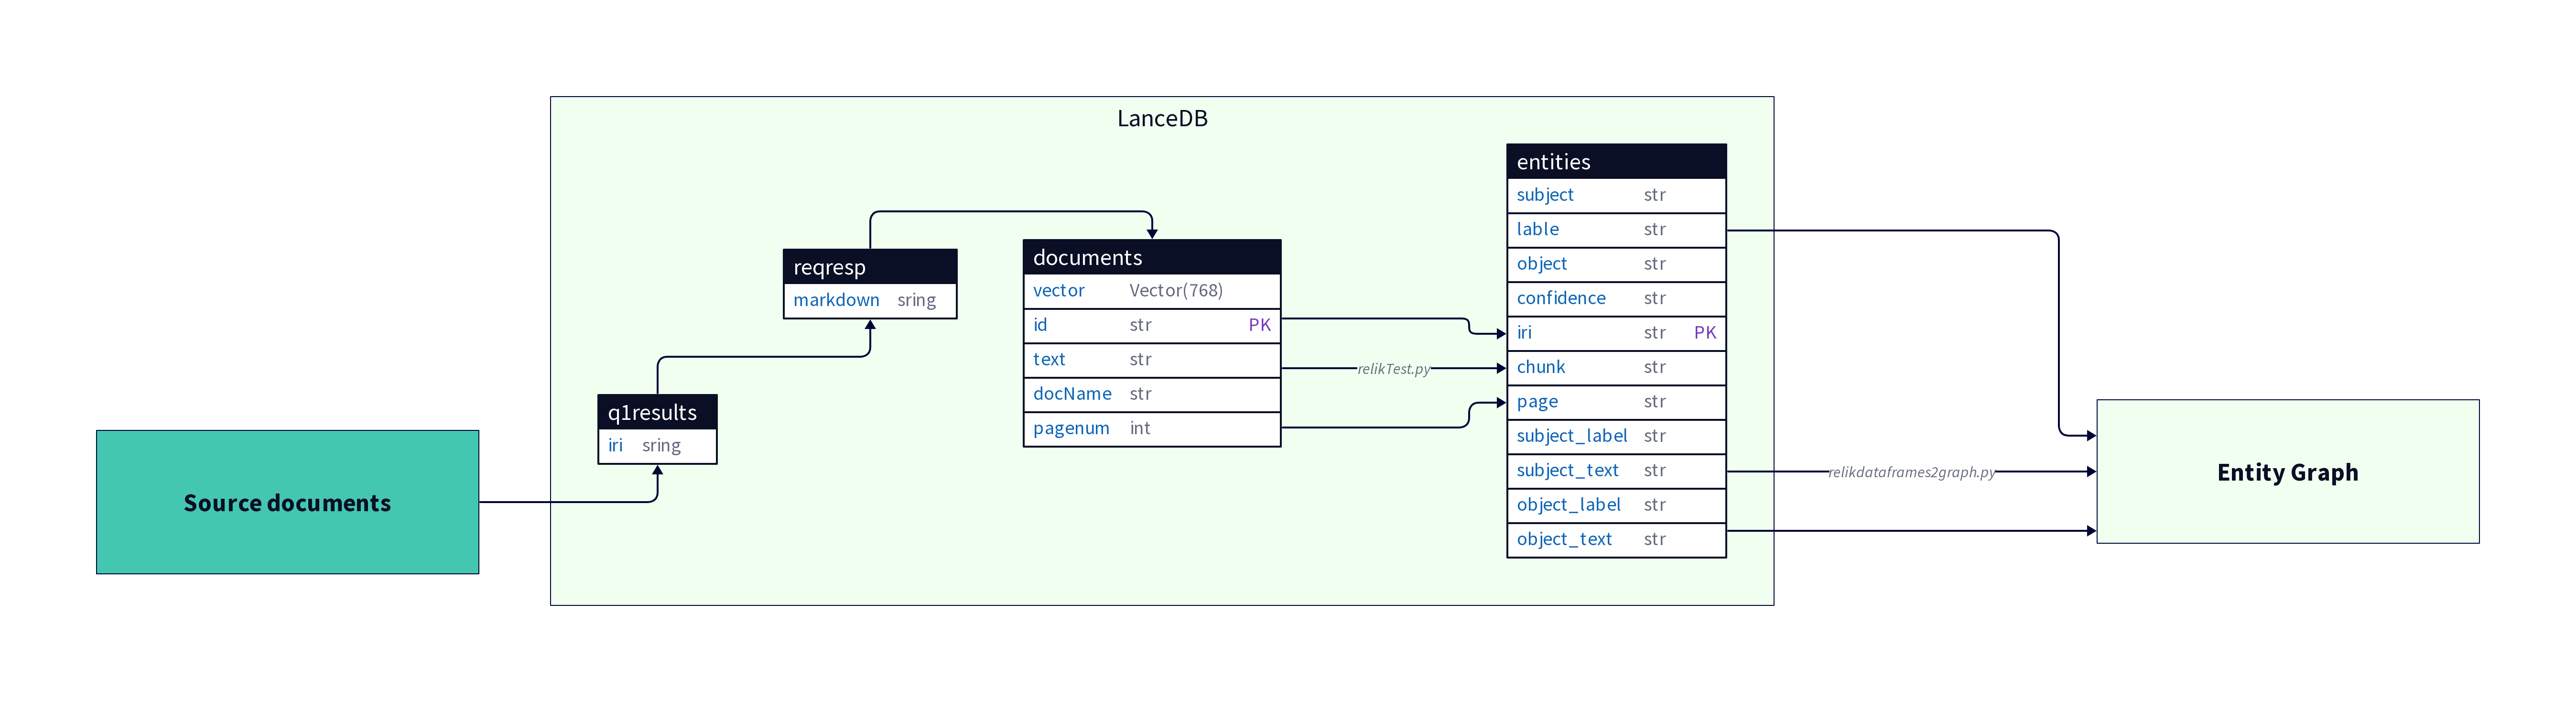 LanceDB
Source documents
q1results
iri sring
reqresp
markdown sring
documents
vector Vector(768)
id str PK
text str
docName str
pagenum int
relikTest.py
entities
subject str
lable str
object str
confidence str
iri str PK
chunk str
page str
subject_label str
subject_text str
object_label str
object_text str
relikdataframes2graph.py
Entity Graph